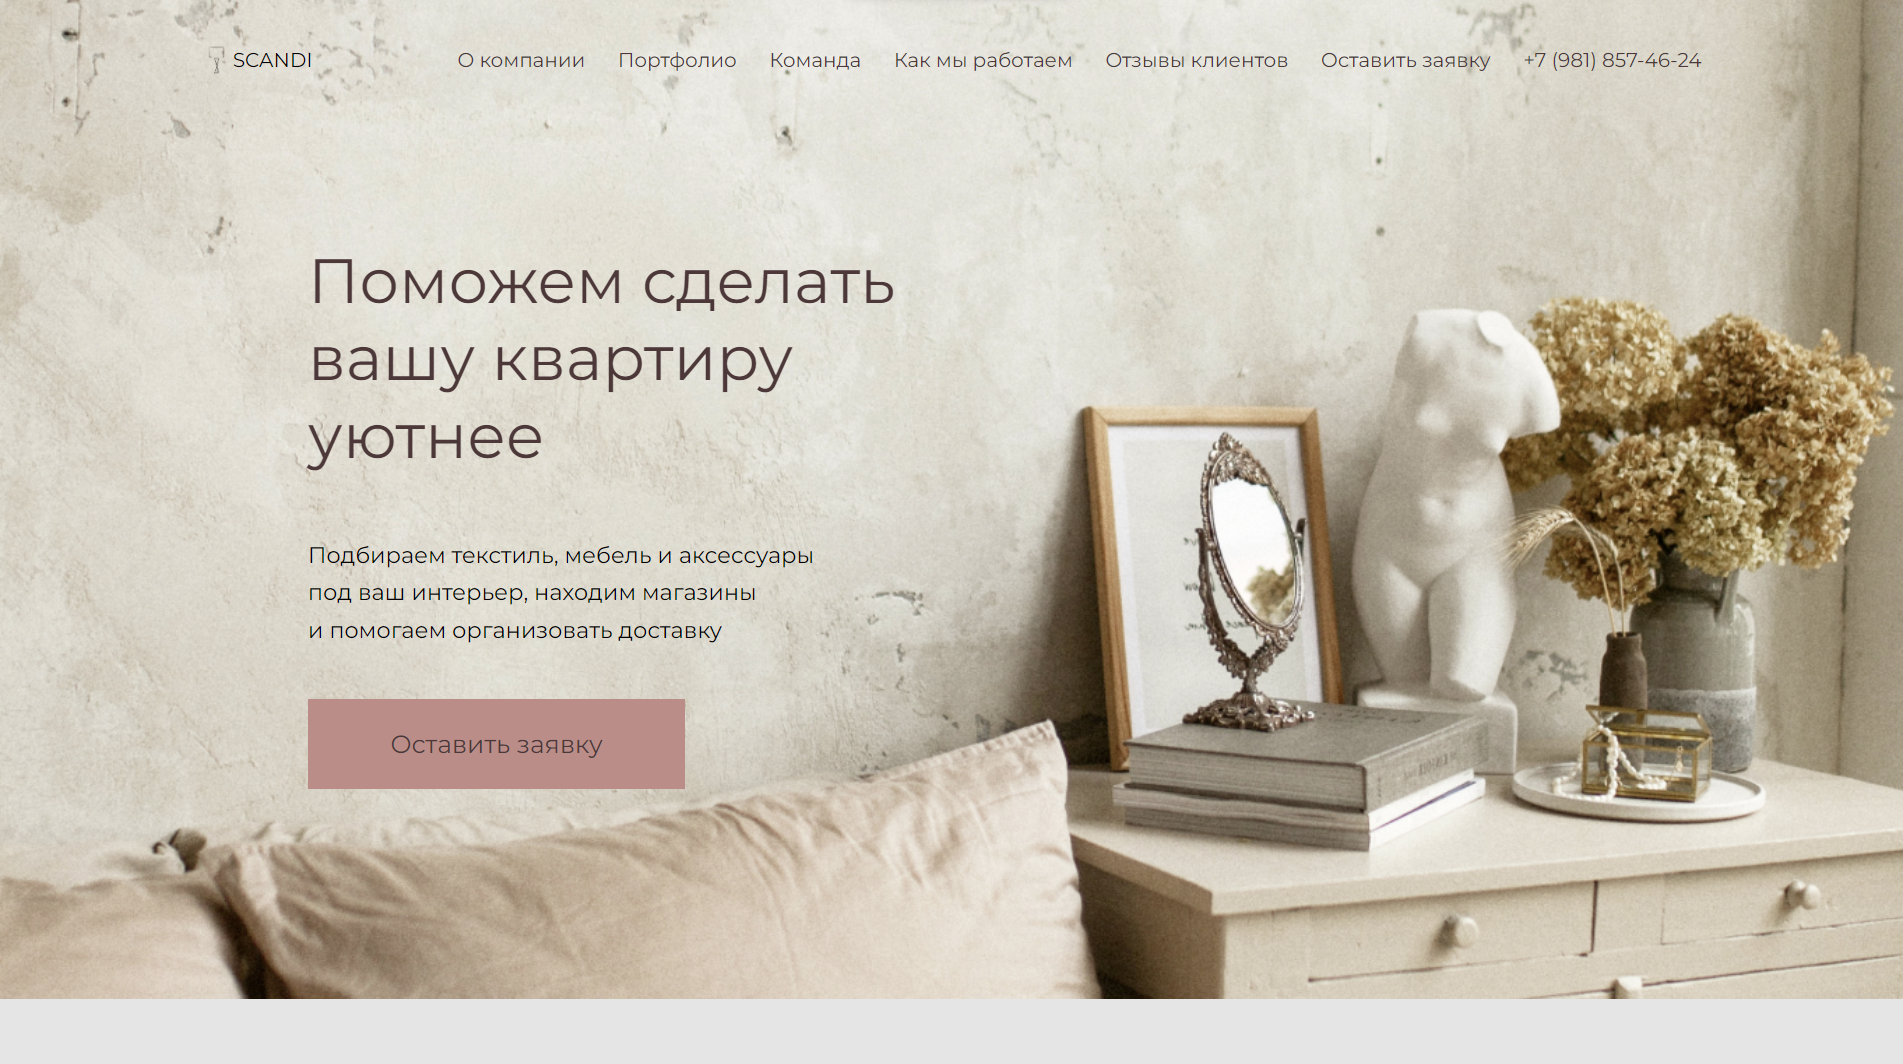 SCANDI О компании Портфолио Команда Как мы работаем Отзывы клиентов Оставить заявку +7 (981) 857-46-24
Поможем сделать
вашу квартиру
уютнее
Подбираем текстиль, мебель и аксессуары
под ваш интерьер, находим магазины
и помогаем организовать доставку
Оставить заявку